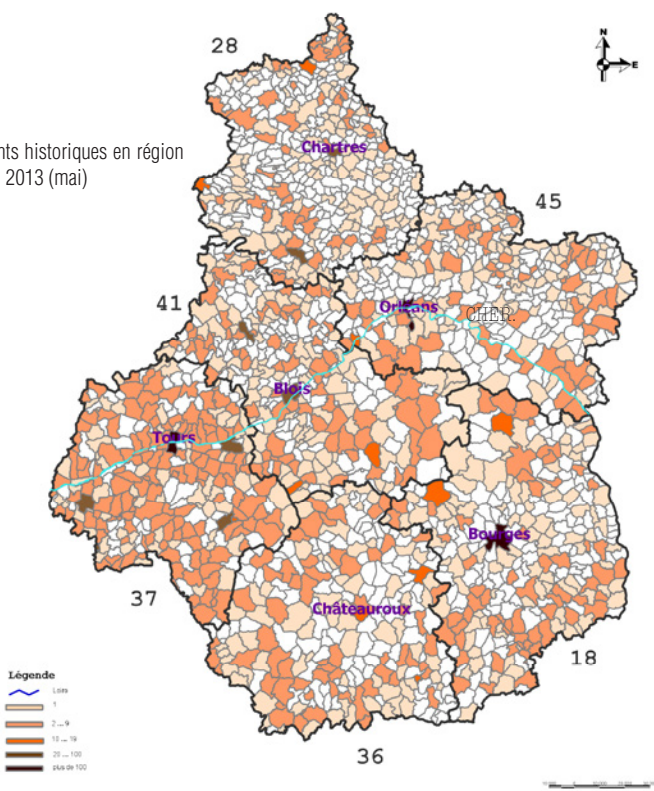 28
N
E
nts historiques en région
2013 (mai)
Chartres
45
41
Orléans
CHER.
Blois
Tours
Bourges
37
Châteauroux
18
Légende
Loire
1
2 ... 9
10 ... 19
20 ... 100
plus de 100
36